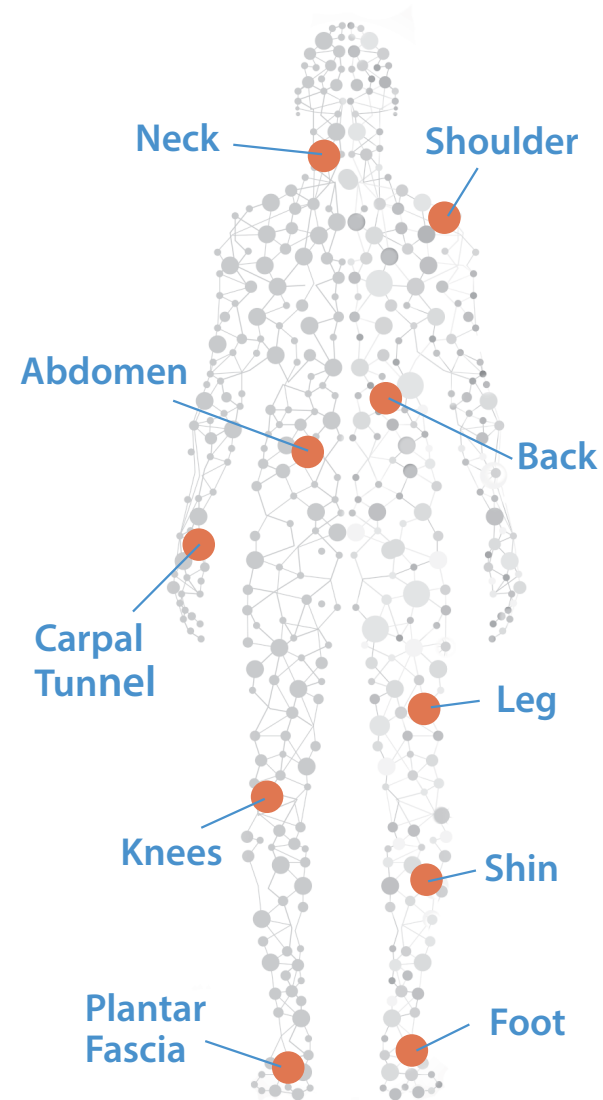 Neck
Shoulder
Abdomen
Back
Carpal
Tunnel
Leg
Knees
Shin
Plantar
Fascia
Foot